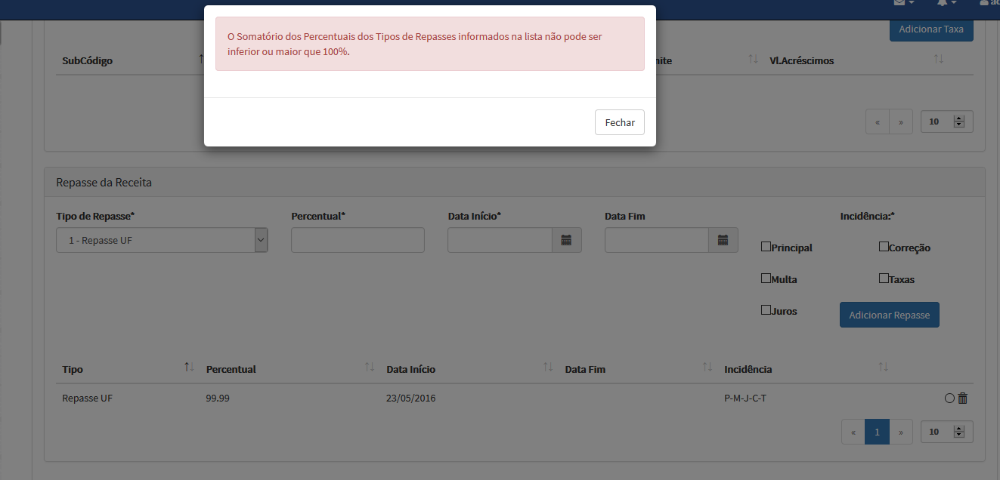 O Somatório dos Percentuais dos Tipos de Repasses informados na lista não pode ser
inferior ou maior que 100%.
Fechar
Adicionar Taxa
SubCódigo
Vl.Acréscimos
« » 10
Repasse da Receita
Tipo de Repasse* Percentual* Data Início* Data Fim Incidência:*
1 - Repasse UF
Principal Correção
Multa Taxas
Juros Adicionar Repasse
Tipo Percentual Data Início Data Fim Incidência
Repasse UF 99.99 23/05/2016 P-M-J-C-T
« 1 » 10